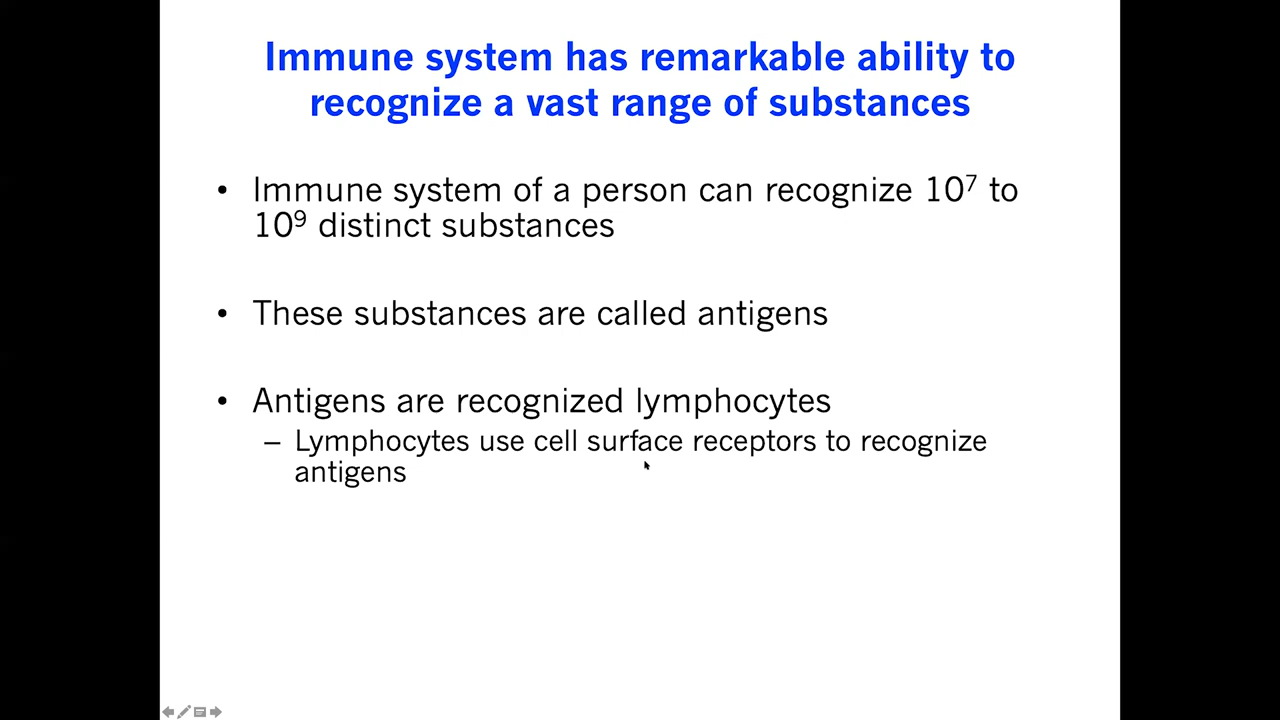 Immune system has remarkable ability to
recognize a vast range of substances
• Immune system of a person can recognize 10⁷ to
10⁹ distinct substances
• These substances are called antigens
• Antigens are recognized lymphocytes
– Lymphocytes use cell surface receptors to recognize
antigens